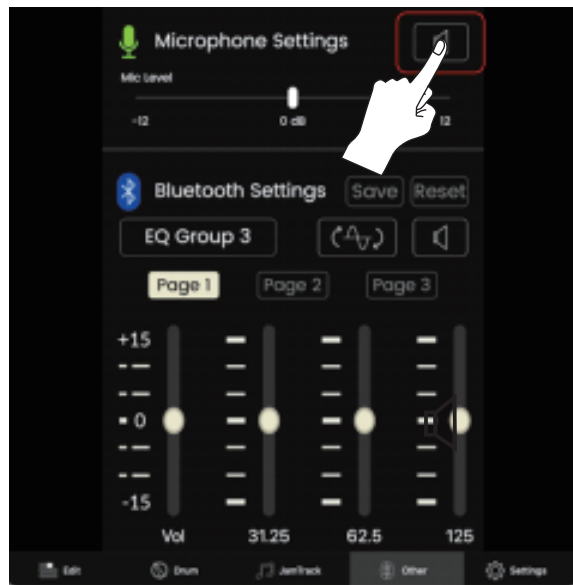 Microphone Settings
Mic Level
-12 0 dB 12
Bluetooth Settings Save Reset
EQ Group 3
Page 1 Page 2 Page 3
+15
0
-15
Vol 31.25 62.5 125
Edit Drum JamTrack Other Settings